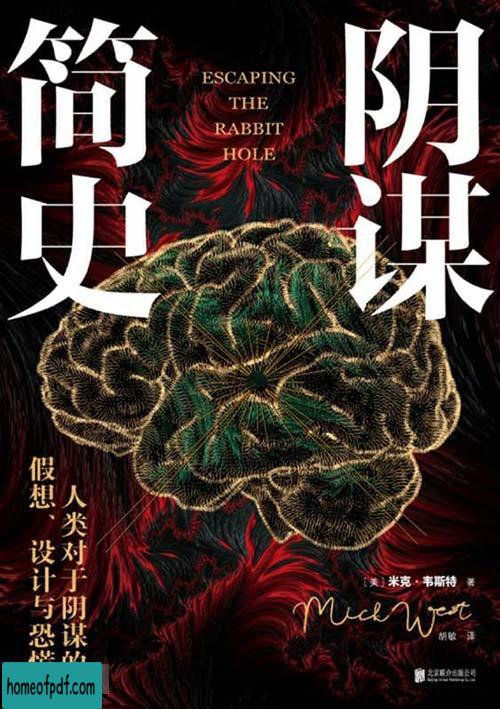 阴谋
简史
ESCAPING
THE
RABBIT
HOLE
人类对于阴谋的
假想、设计与恐慌
[美] 米克·韦斯特 著
Mick West
胡敏 译
北京联合出版公司
homeofpdf.com